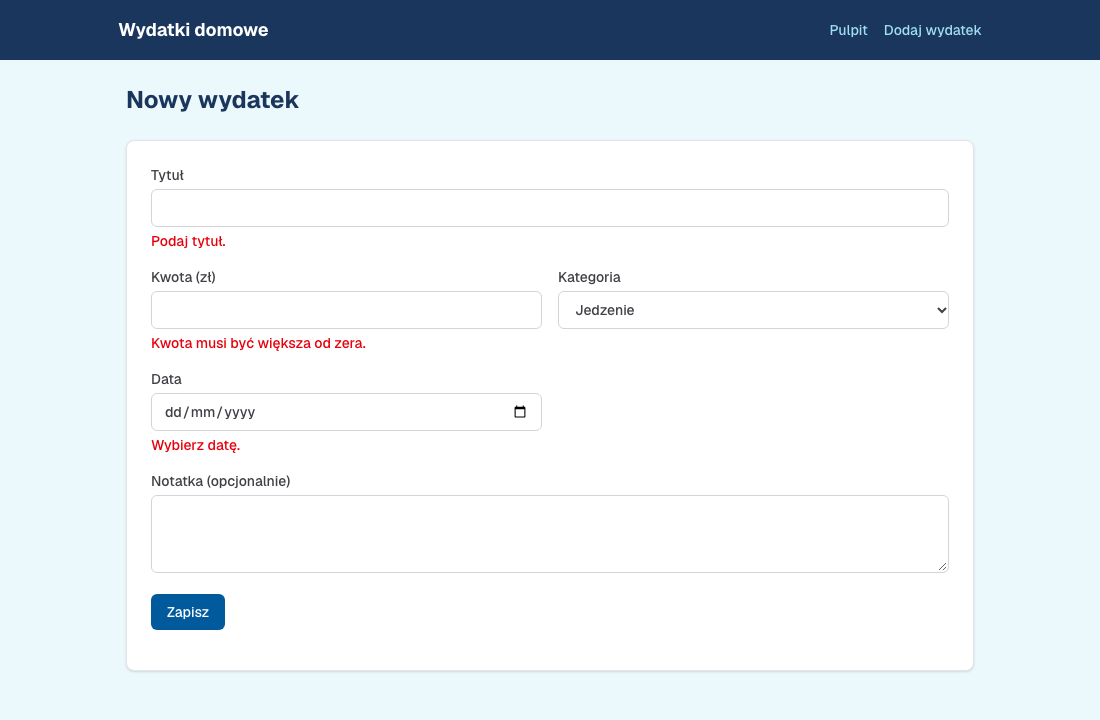 Wydatki domowe
Pulpit Dodaj wydatek
Nowy wydatek
Tytuł
Podaj tytuł.
Kwota (zł) Kategoria
Jedzenie
Kwota musi być większa od zera.
Data
dd/mm/yyyy
Wybierz datę.
Notatka (opcjonalnie)
Zapisz